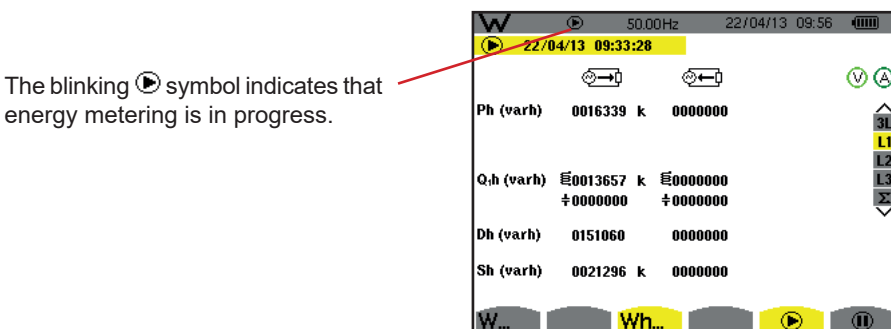 The blinking symbol indicates that
energy metering is in progress.
W 50.00Hz 22/04/13 09:56
22/04/13 09:33:28
V A
Ph (varh) 0016339 k 0000000
3L
L1
L2
Q₁h (varh) 0013657 k 0000000
L3
÷0000000 ÷0000000
Σ
Dh (varh) 0151060 0000000
Sh (varh) 0021296 k 0000000
W... Wh...